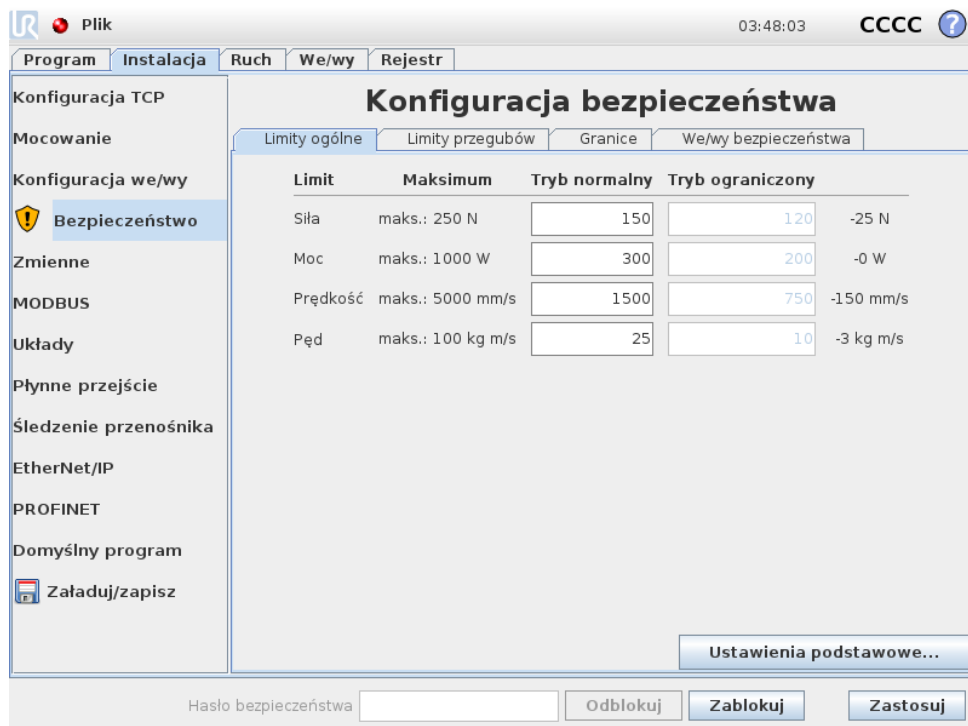 UR Plik 03:48:03 CCCC ?
Program Instalacja Ruch We/wy Rejestr
Konfiguracja TCP
Mocowanie
Konfiguracja we/wy
Bezpieczeństwo
Zmienne
MODBUS
Układy
Płynne przejście
Śledzenie przenośnika
EtherNet/IP
PROFINET
Domyślny program
Załaduj/zapisz
Konfiguracja bezpieczeństwa
Limity ogólne Limity przegubów Granice We/wy bezpieczeństwa
Limit Maksimum Tryb normalny Tryb ograniczony
Siła maks.: 250 N 150 120 -25 N
Moc maks.: 1000 W 300 200 -0 W
Prędkość maks.: 5000 mm/s 1500 750 -150 mm/s
Pęd maks.: 100 kg m/s 25 10 -3 kg m/s
Ustawienia podstawowe...
Hasło bezpieczeństwa Odblokuj Zablokuj Zastosuj